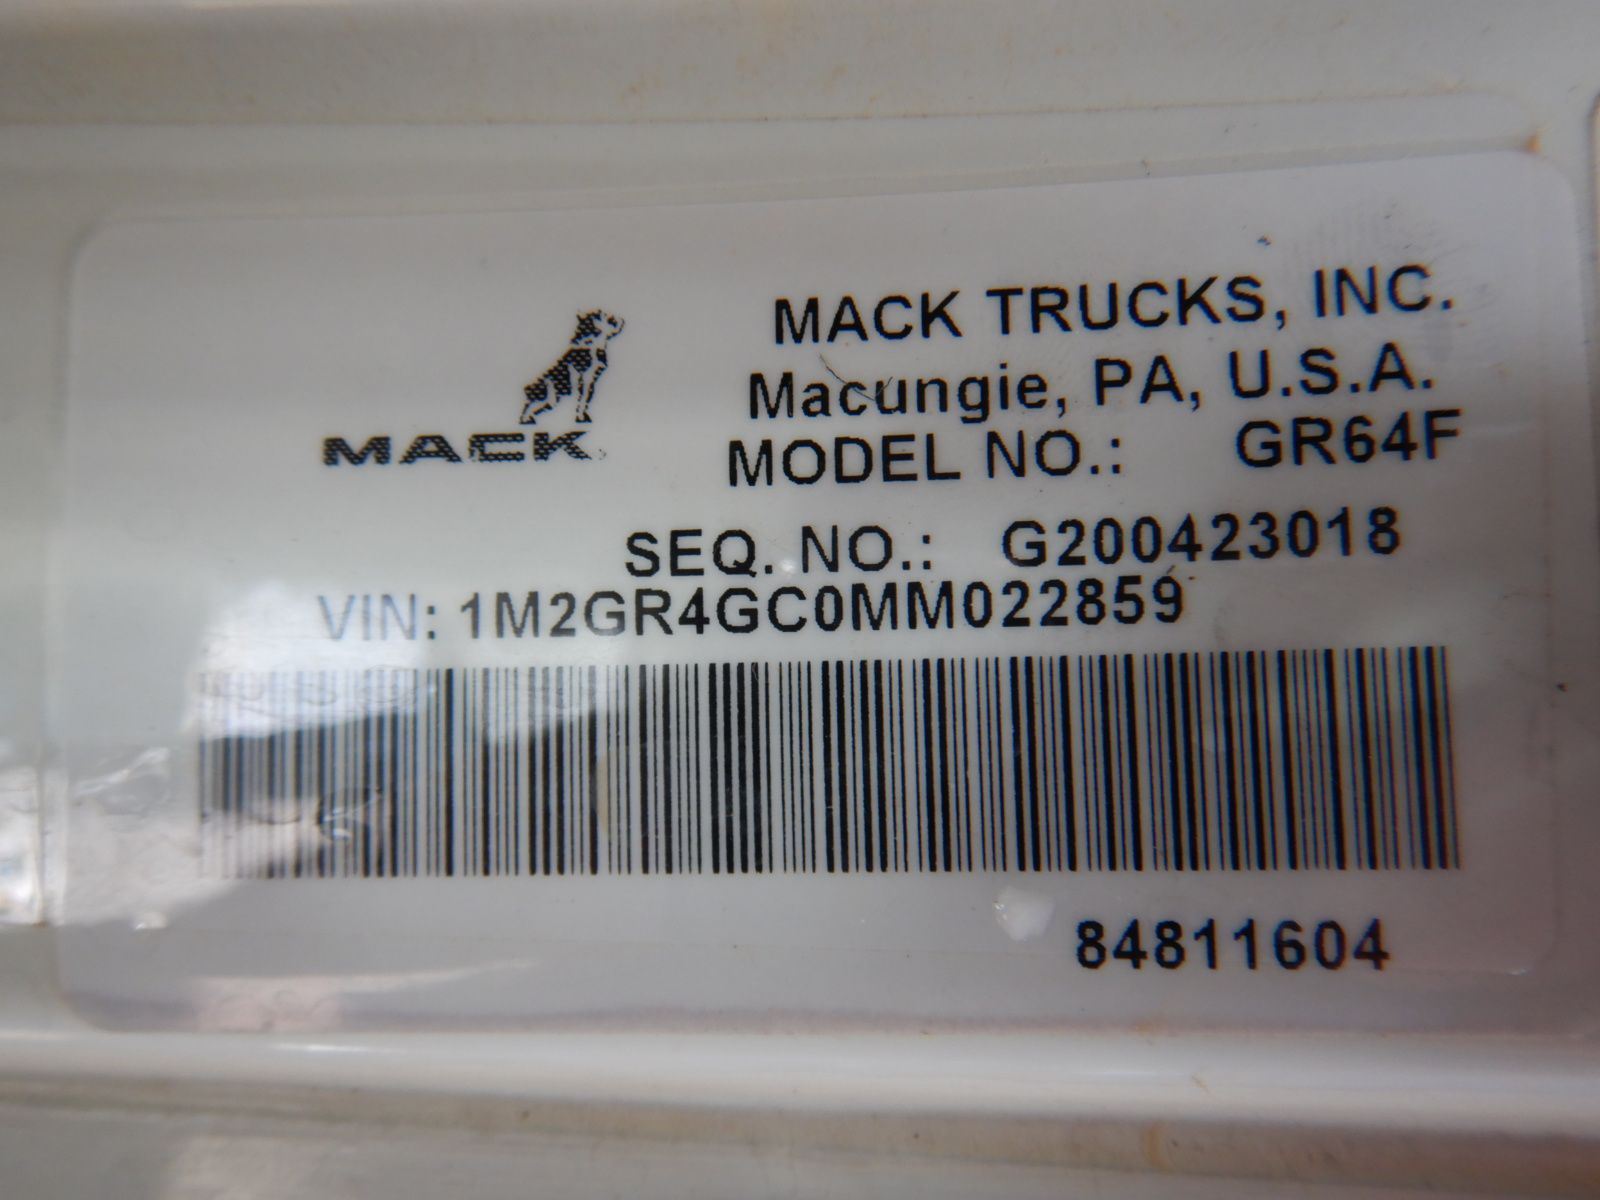 MACK
MACK TRUCKS, INC.
Macungie, PA, U.S.A.
MODEL NO.: GR64F
SEQ. NO.: G200423018
VIN: 1M2GR4GC0MM022859
84811604